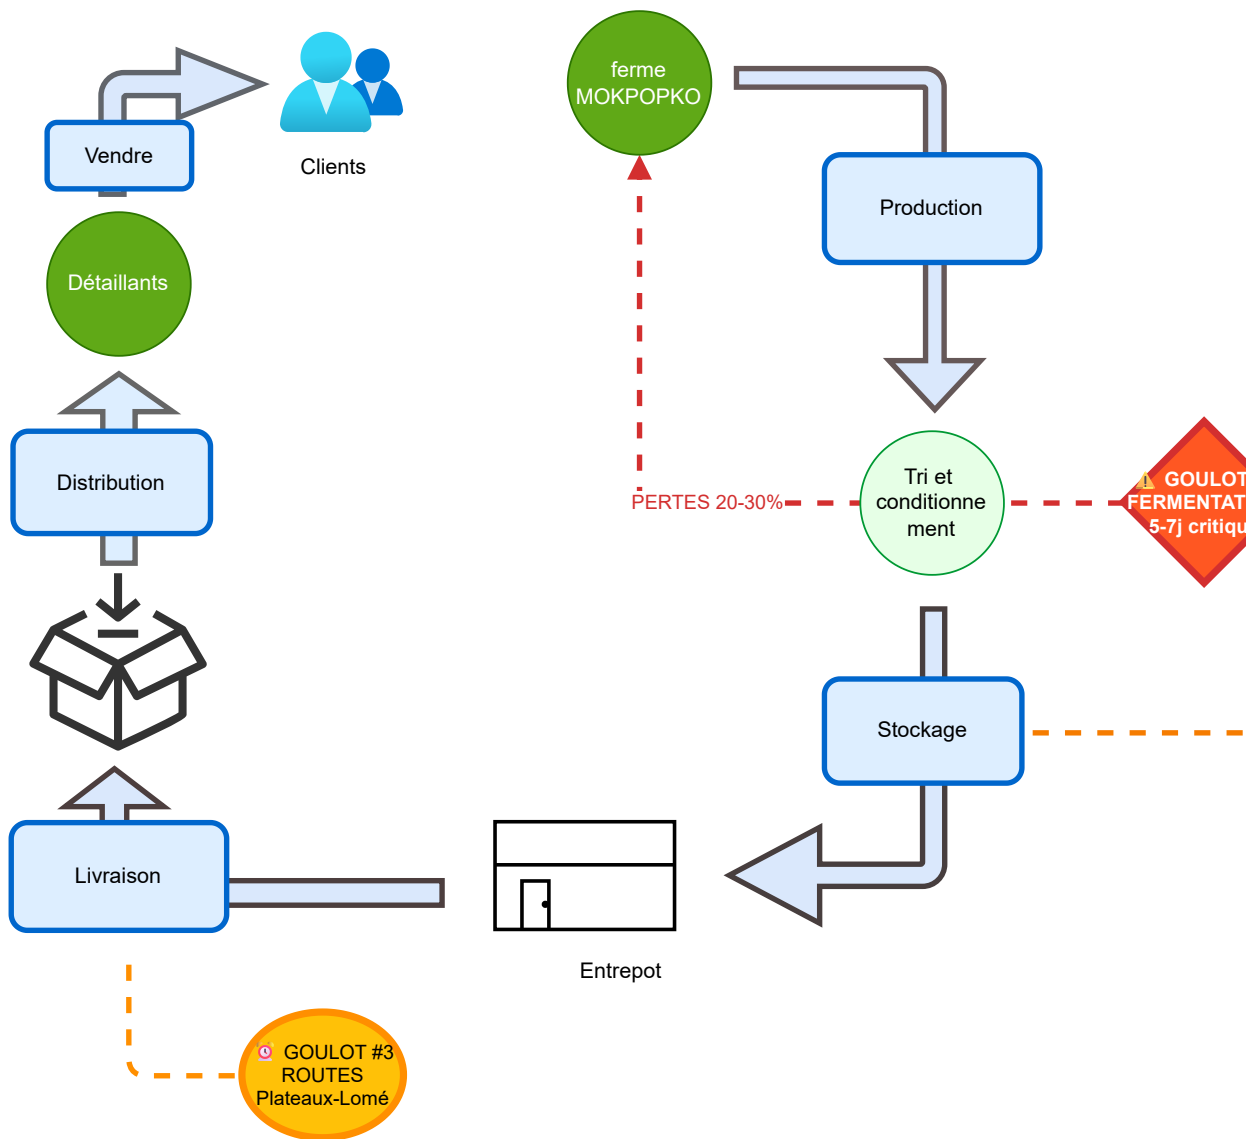 ferme
MOKPOPKO
Vendre
Clients
Production
Détaillants
Distribution
Tri et
conditionne
ment
PERTES 20-30%
⚠️ GOULOT
FERMENTAT
5-7j critiqu
Stockage
Livraison
Entrepot
⏰ GOULOT #3
ROUTES
Plateaux-Lomé